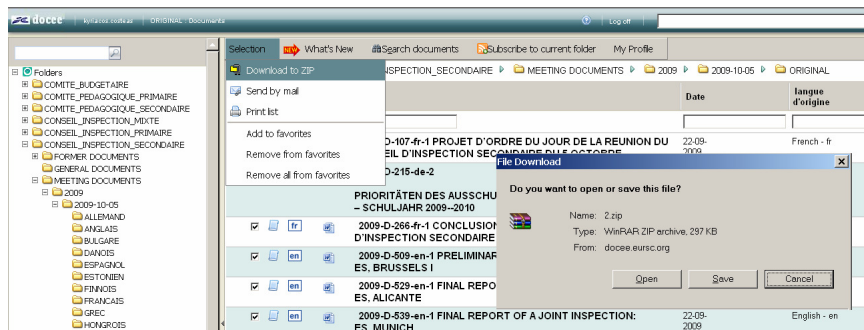 docee kyriacos.costeas ORIGINAL : Documents Log off
Selection NEW What's New Search documents Subscribe to current folder My Profile
Folders
COMITE_BUDGETAIRE
COMITE_PEDAGOGIQUE_PRIMAIRE
COMITE_PEDAGOGIQUE_SECONDAIRE
CONSEIL_INSPECTION_MIXTE
CONSEIL_INSPECTION_PRIMAIRE
CONSEIL_INSPECTION_SECONDAIRE
FORMER DOCUMENTS
GENERAL DOCUMENTS
MEETING DOCUMENTS
2009
2009-10-05
ALLEMAND
ANGLAIS
BULGARE
DANOIS
ESPAGNOL
ESTONIEN
FINNOIS
FRANCAIS
GREC
HONGROIS
Download to ZIP
Send by mail
Print list
Add to favorites
Remove from favorites
Remove all from favorites
NSPECTION_SECONDAIRE MEETING DOCUMENTS 2009 2009-10-05 ORIGINAL
Date langue
d'origine
D-107-fr-1 PROJET D'ORDRE DU JOUR DE LA REUNION DU 22-09- French - fr
EIL D'INSPECTION SECONDAIRE DU 5 OCTOBRE 2009
D-215-de-2
PRIORITÄTEN DES AUSSCHU
– SCHULJAHR 2009--2010
fr 2009-D-266-fr-1 CONCLUSION
D'INSPECTION SECONDAIRE
en 2009-D-509-en-1 PRELIMINAR
ES, BRUSSELS I
en 2009-D-529-en-1 FINAL REPO
ES, ALICANTE
en 2009-D-539-en-1 FINAL REPORT OF A JOINT INSPECTION: 22-09- English - en
ES, MUNICH 2009
File Download
Do you want to open or save this file?
Name: 2.zip
Type: WinRAR ZIP archive, 297 KB
From: docee.eursc.org
Open Save Cancel